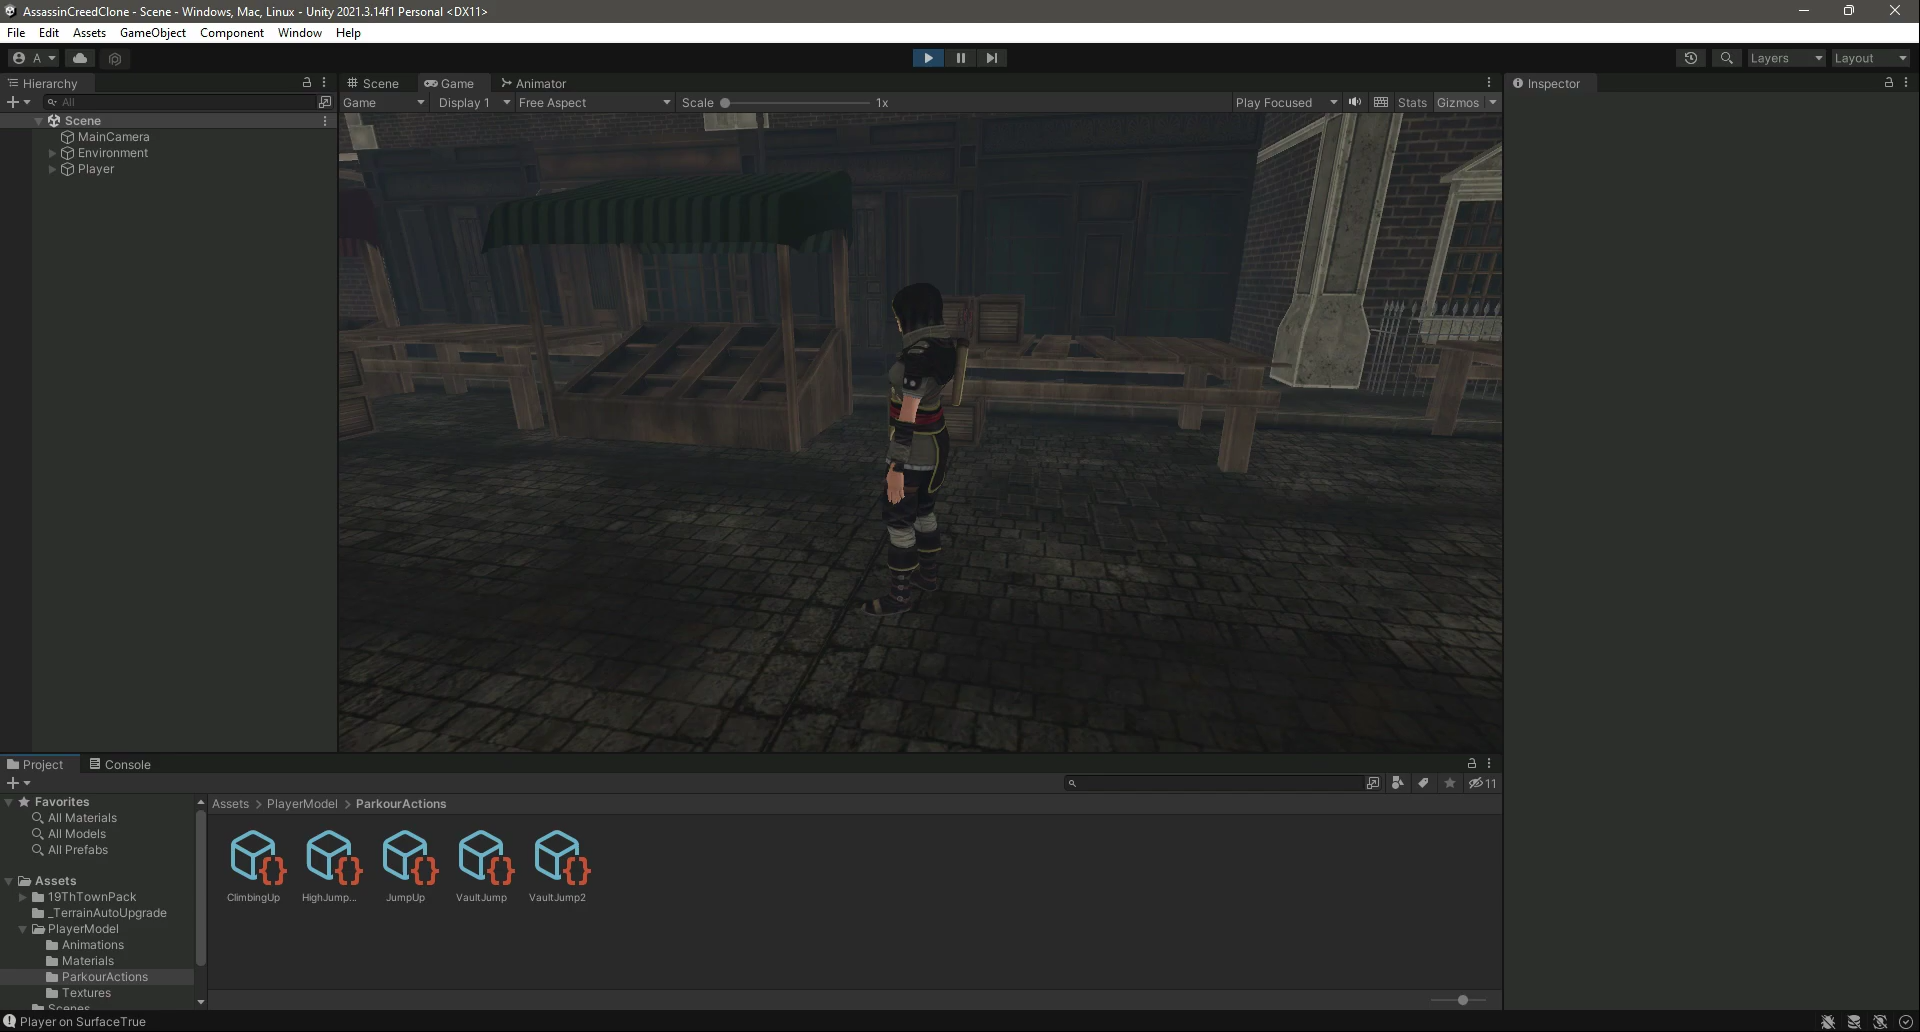 AssassinCreedClone - Scene - Windows, Mac, Linux - Unity 2021.3.14f1 Personal <DX11>
File Edit Assets GameObject Component Window Help
A Layers Layout
Hierarchy Scene Game Animator Inspector
All Game Display 1 Free Aspect Scale 1x Play Focused Stats Gizmos
Scene
MainCamera
Environment
Player
Project Console
11
Favorites Assets > PlayerModel > ParkourActions
All Materials
All Models
All Prefabs
Assets
19ThTownPack ClimbingUp HighJump... JumpUp VaultJump VaultJump2
_TerrainAutoUpgrade
PlayerModel
Animations
Materials
ParkourActions
Textures
Scenes
Player on SurfaceTrue